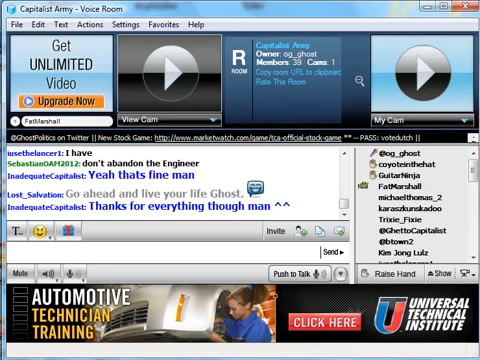 Capitalist Army - Voice Room
File Edit Text Actions Settings Favorites Help
Get
UNLIMITED
Video
Upgrade Now
FatMarshall
View Cam
R
ROOM
Capitalist Army
Owner: og_ghost
Members: 39 Cams: 1
Copy room URL to clipboard
Rate This Room
My Cam
@GhostPolitics on Twitter || New Stock Game: http://www.marketwatch.com/game/tca-official-stock-game ** -- PASS: votedutch ||
iusethelancer1: I have
SebastianOAM2012: don't abandon the Engineer
InadequateCapitalist: Yeah thats fine man
Lost_Salvation: Go ahead and live your life Ghost.
InadequateCapitalist: Thanks for everything though man ^^
@og_ghost
coyoteinthehat
GuitarNinja
FatMarshall
michaelthomas_2
karaszkunskadoo
Trixie_Fixie
@GhettoCapitalist
@btown2
Kim Jong Lulz
iusethelancer1
T..
Invite
Send
Mute
Push to Talk
Raise Hand
Show
AUTOMOTIVE
TECHNICIAN
TRAINING
CLICK HERE
UNIVERSAL
TECHNICAL
INSTITUTE